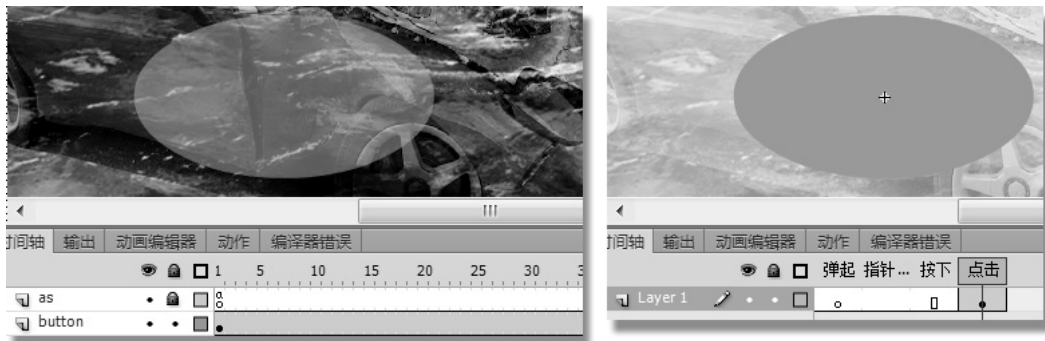 时间轴 输出 动画编辑器 动作 编译器错误
1 5 10 15 20 25 30
as
button
时间轴 输出 动画编辑器 动作 编译器错误
弹起 指针... 按下 点击
Layer 1